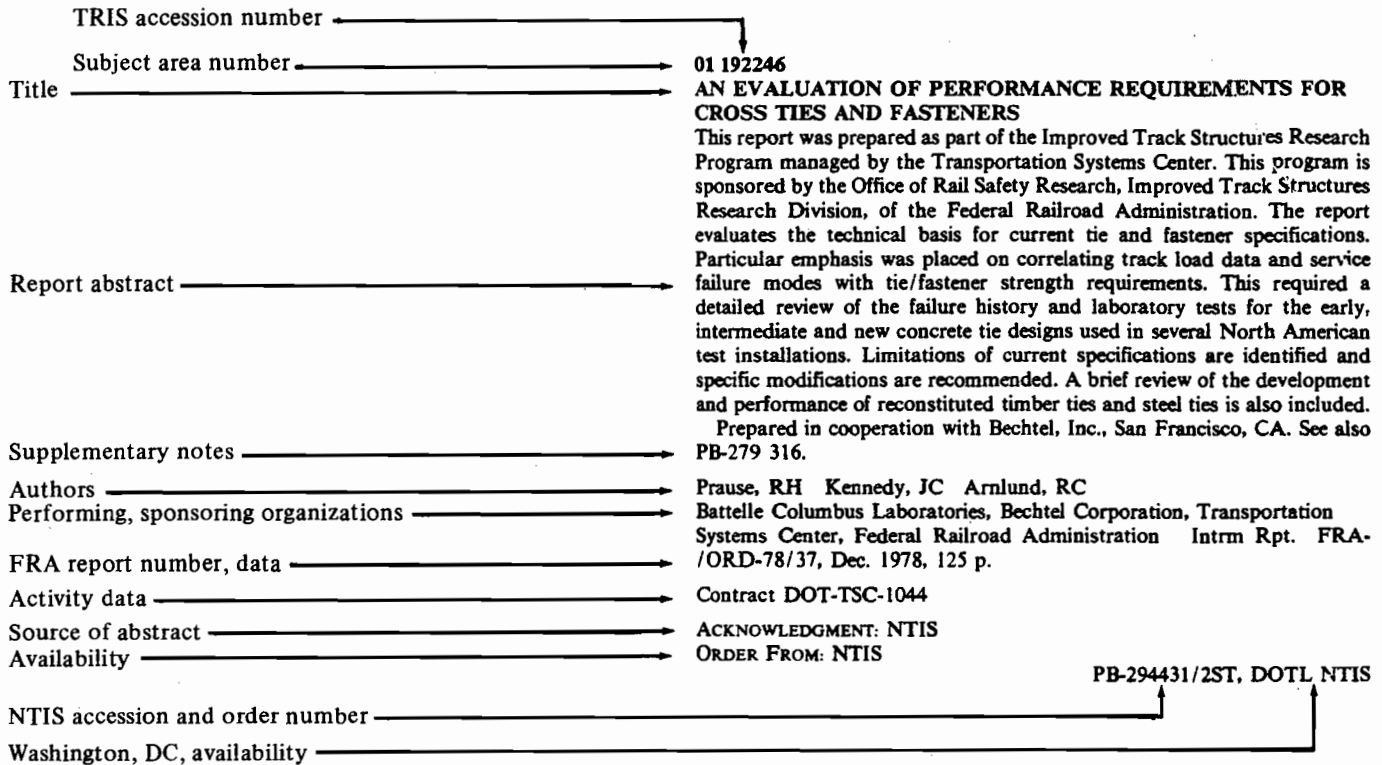 TRIS accession number
Subject area number
01 192246
Title
AN EVALUATION OF PERFORMANCE REQUIREMENTS FOR
CROSS TIES AND FASTENERS
This report was prepared as part of the Improved Track Structures Research
Program managed by the Transportation Systems Center. This program is
sponsored by the Office of Rail Safety Research, Improved Track Structures
Research Division, of the Federal Railroad Administration. The report
evaluates the technical basis for current tie and fastener specifications.
Particular emphasis was placed on correlating track load data and service
Report abstract
failure modes with tie/fastener strength requirements. This required a
detailed review of the failure history and laboratory tests for the early,
intermediate and new concrete tie designs used in several North American
test installations. Limitations of current specifications are identified and
specific modifications are recommended. A brief review of the development
and performance of reconstituted timber ties and steel ties is also included.
Prepared in cooperation with Bechtel, Inc., San Francisco, CA. See also
Supplementary notes
PB-279 316.
Authors
Prause, RH Kennedy, JC Arnlund, RC
Performing, sponsoring organizations
Battelle Columbus Laboratories, Bechtel Corporation, Transportation
Systems Center, Federal Railroad Administration Intrm Rpt. FRA-
FRA report number, data
/ORD-78/37, Dec. 1978, 125 p.
Activity data
Contract DOT-TSC-1044
Source of abstract
ACKNOWLEDGMENT: NTIS
Availability
ORDER FROM: NTIS
PB-294431/2ST, DOTL NTIS
NTIS accession and order number
Washington, DC, availability